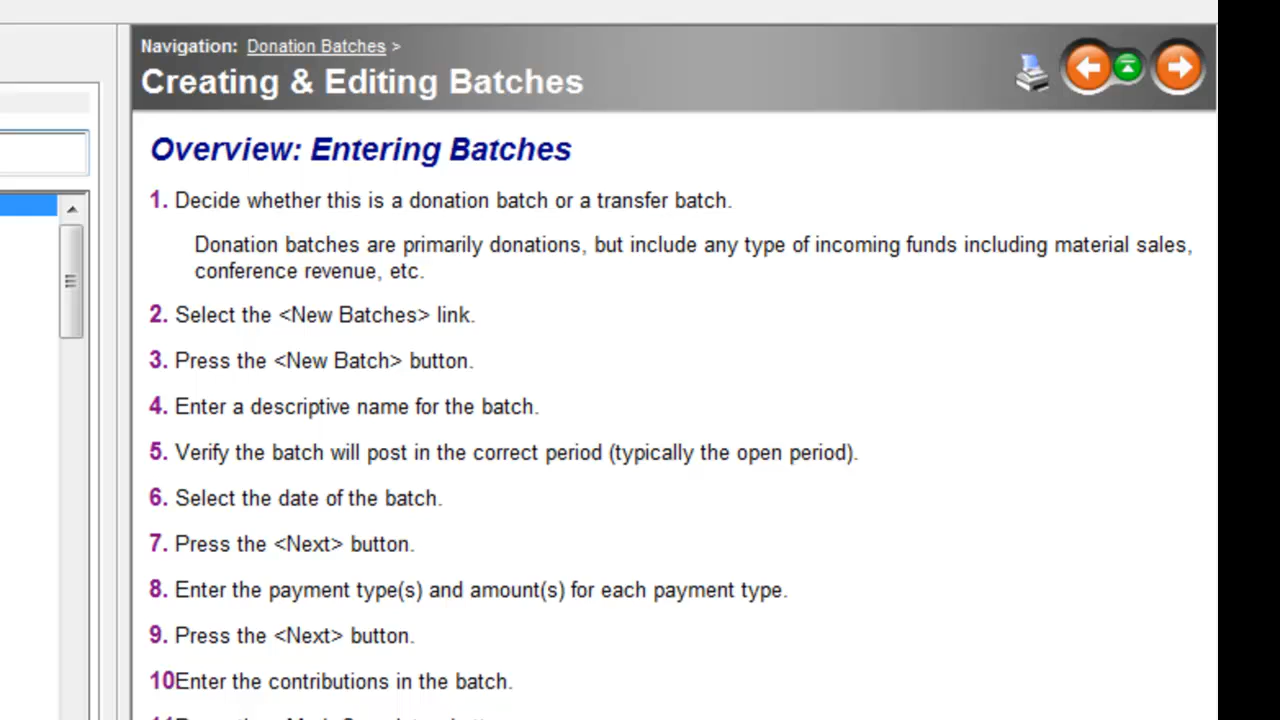 Navigation: Donation Batches >
Creating & Editing Batches
Overview: Entering Batches
1. Decide whether this is a donation batch or a transfer batch.
Donation batches are primarily donations, but include any type of incoming funds including material sales,
conference revenue, etc.
2. Select the <New Batches> link.
3. Press the <New Batch> button.
4. Enter a descriptive name for the batch.
5. Verify the batch will post in the correct period (typically the open period).
6. Select the date of the batch.
7. Press the <Next> button.
8. Enter the payment type(s) and amount(s) for each payment type.
9. Press the <Next> button.
10Enter the contributions in the batch.